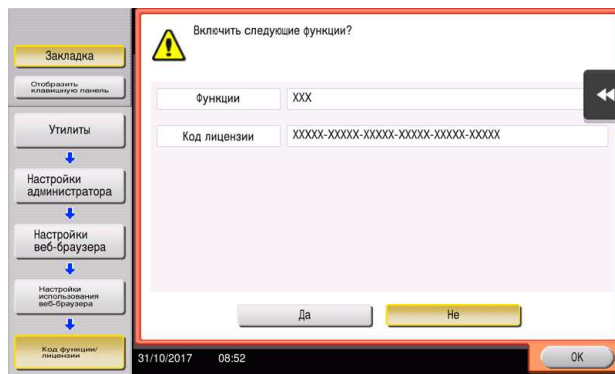 Закладка
Отобразить
клавишную панель
Утилиты
Настройки
администратора
Настройки
веб-браузера
Настройки
использования
веб-браузера
Код функции/
лицензии
Включить следующие функции?
Функции XXX
Код лицензии XXXXX-XXXXX-XXXXX-XXXXX-XXXXX-XXXXX
Да Не
31/10/2017 08:52 OK